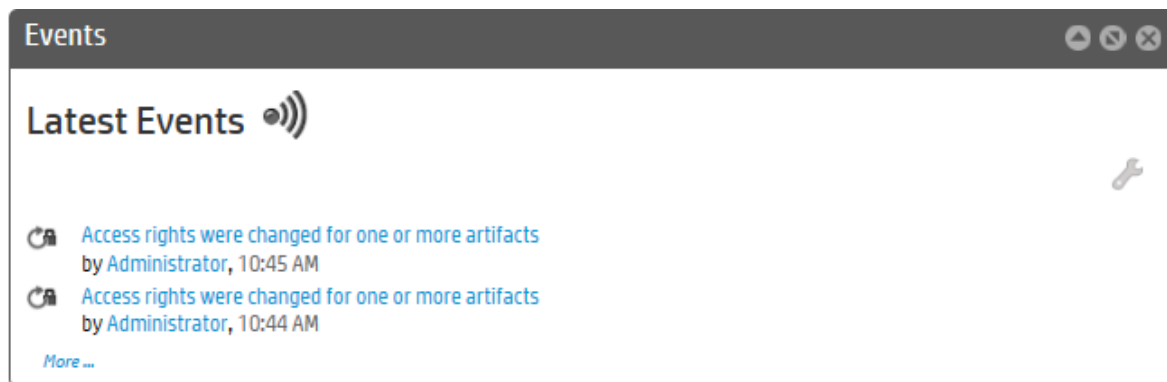 Events
Latest Events
Access rights were changed for one or more artifacts
by Administrator, 10:45 AM
Access rights were changed for one or more artifacts
by Administrator, 10:44 AM
More ...